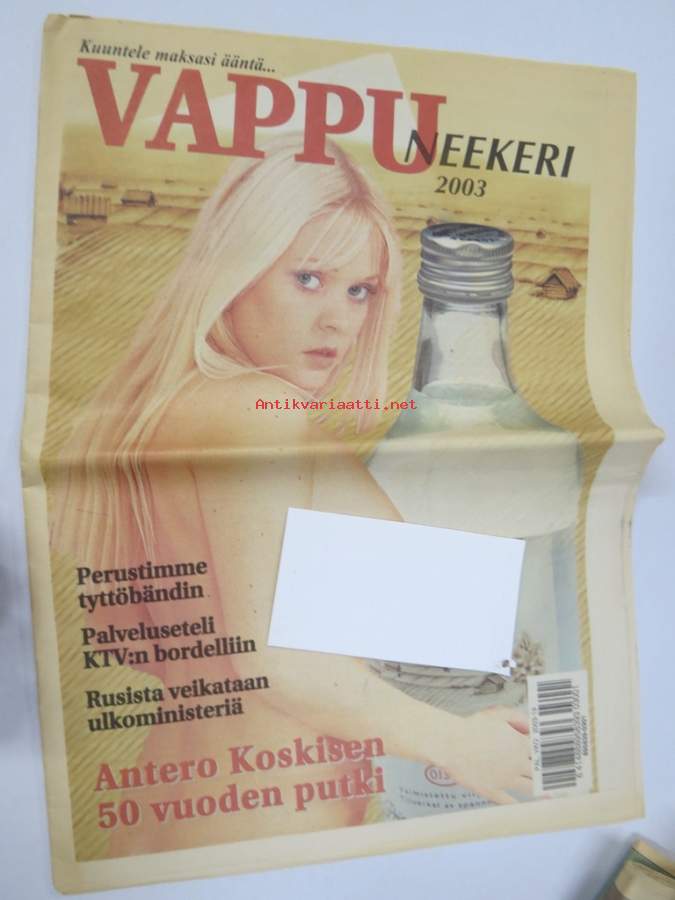 Kuuntele maksasi ääntä...
VAPPU
NEEKERI
2003
Antikvariaatti.net
Perustimme
tyttöbändin
Palveluseteli
KTV:n bordelliin
Rusista veikataan
ulkoministeriä
Antero Koskisen
50 vuoden putki